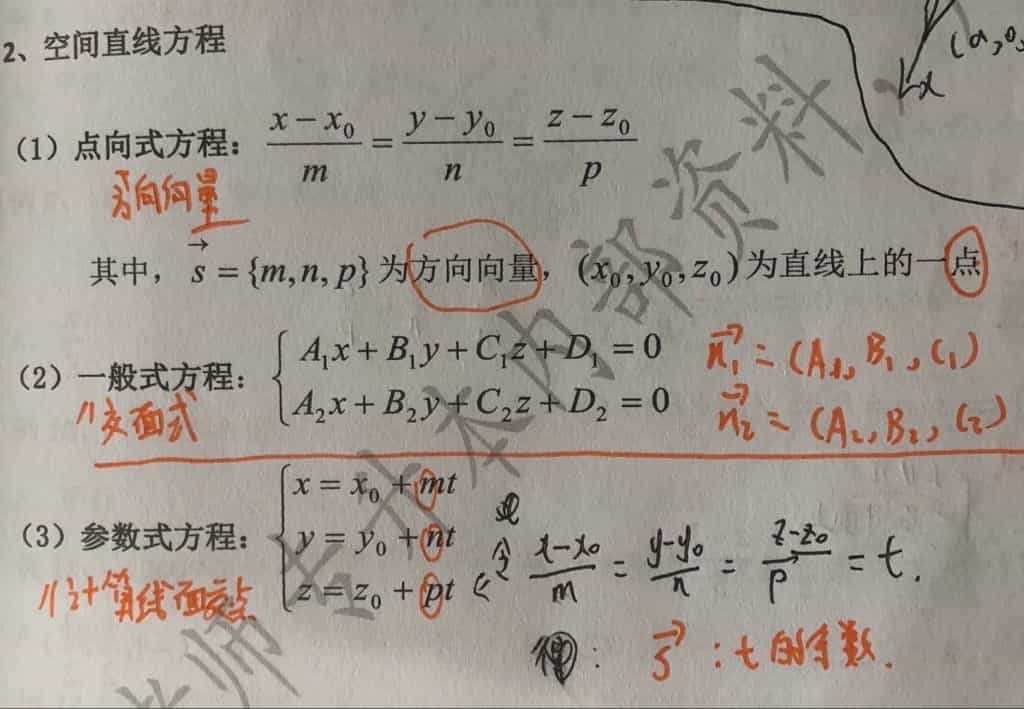 2、空间直线方程
(a, 0,
x
(1) 点向式方程: \frac{x-x_0}{m} = \frac{y-y_0}{n} = \frac{z-z_0}{p}
方向向量
其中, \vec{s} = {m, n, p} 为方向向量, (x_0, y_0, z_0) 为直线上的一点
(2) 一般式方程: \begin{cases} A_1x + B_1y + C_1z + D_1 = 0 \\ A_2x + B_2y + C_2z + D_2 = 0 \end{cases}
\vec{n_1} = (A_1, B_1, C_1)
\vec{n_2} = (A_2, B_2, C_2)
交面式
(3) 参数式方程: \begin{cases} x = x_0 + mt \\ y = y_0 + nt \\ z = z_0 + pt \end{cases}
令 \frac{x-x_0}{m} = \frac{y-y_0}{n} = \frac{z-z_0}{p} = t.
计算线面交点
\vec{s} : t的系数.
内部资料